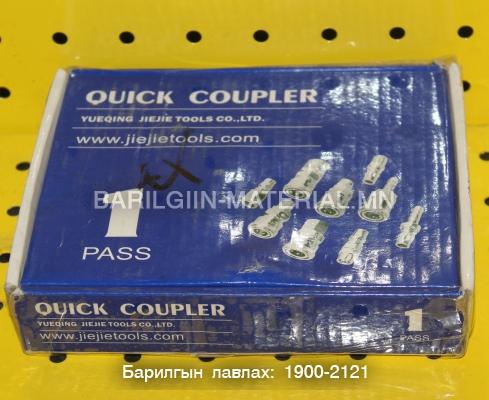 QUICK COUPLER
YUEQING JIEJIE TOOLS CO.,LTD.
www.jiejietools.com
BARILGIIN-MATERIAL.MN
1
PASS
QUICK COUPLER
YUEQING JIEJIE TOOLS CO.,LTD.
www.jiejietools.com
1
PASS
Барилгын лавлах: 1900-2121